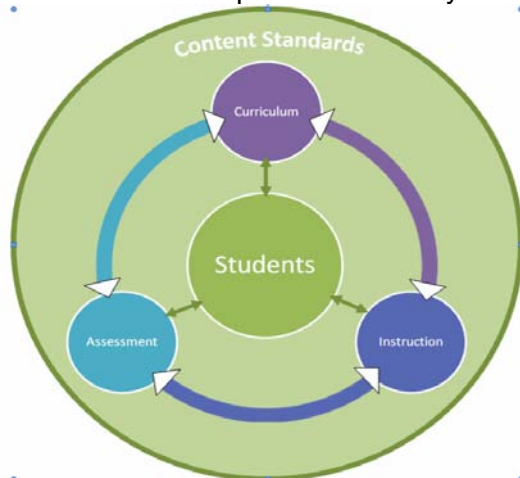 Content Standards
Curriculum
Students
Assessment
Instruction